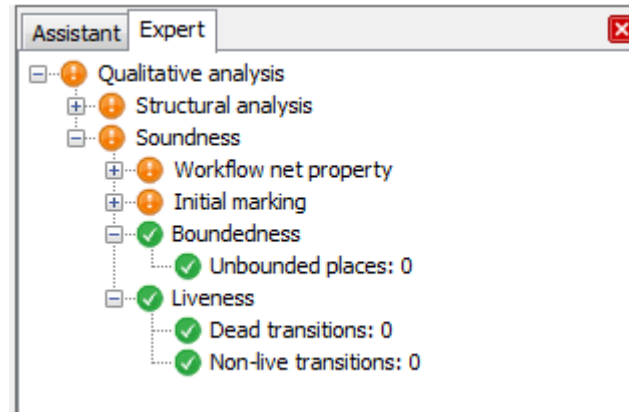 Assistant Expert
Qualitative analysis
Structural analysis
Soundness
Workflow net property
Initial marking
Boundedness
Unbounded places: 0
Liveness
Dead transitions: 0
Non-live transitions: 0